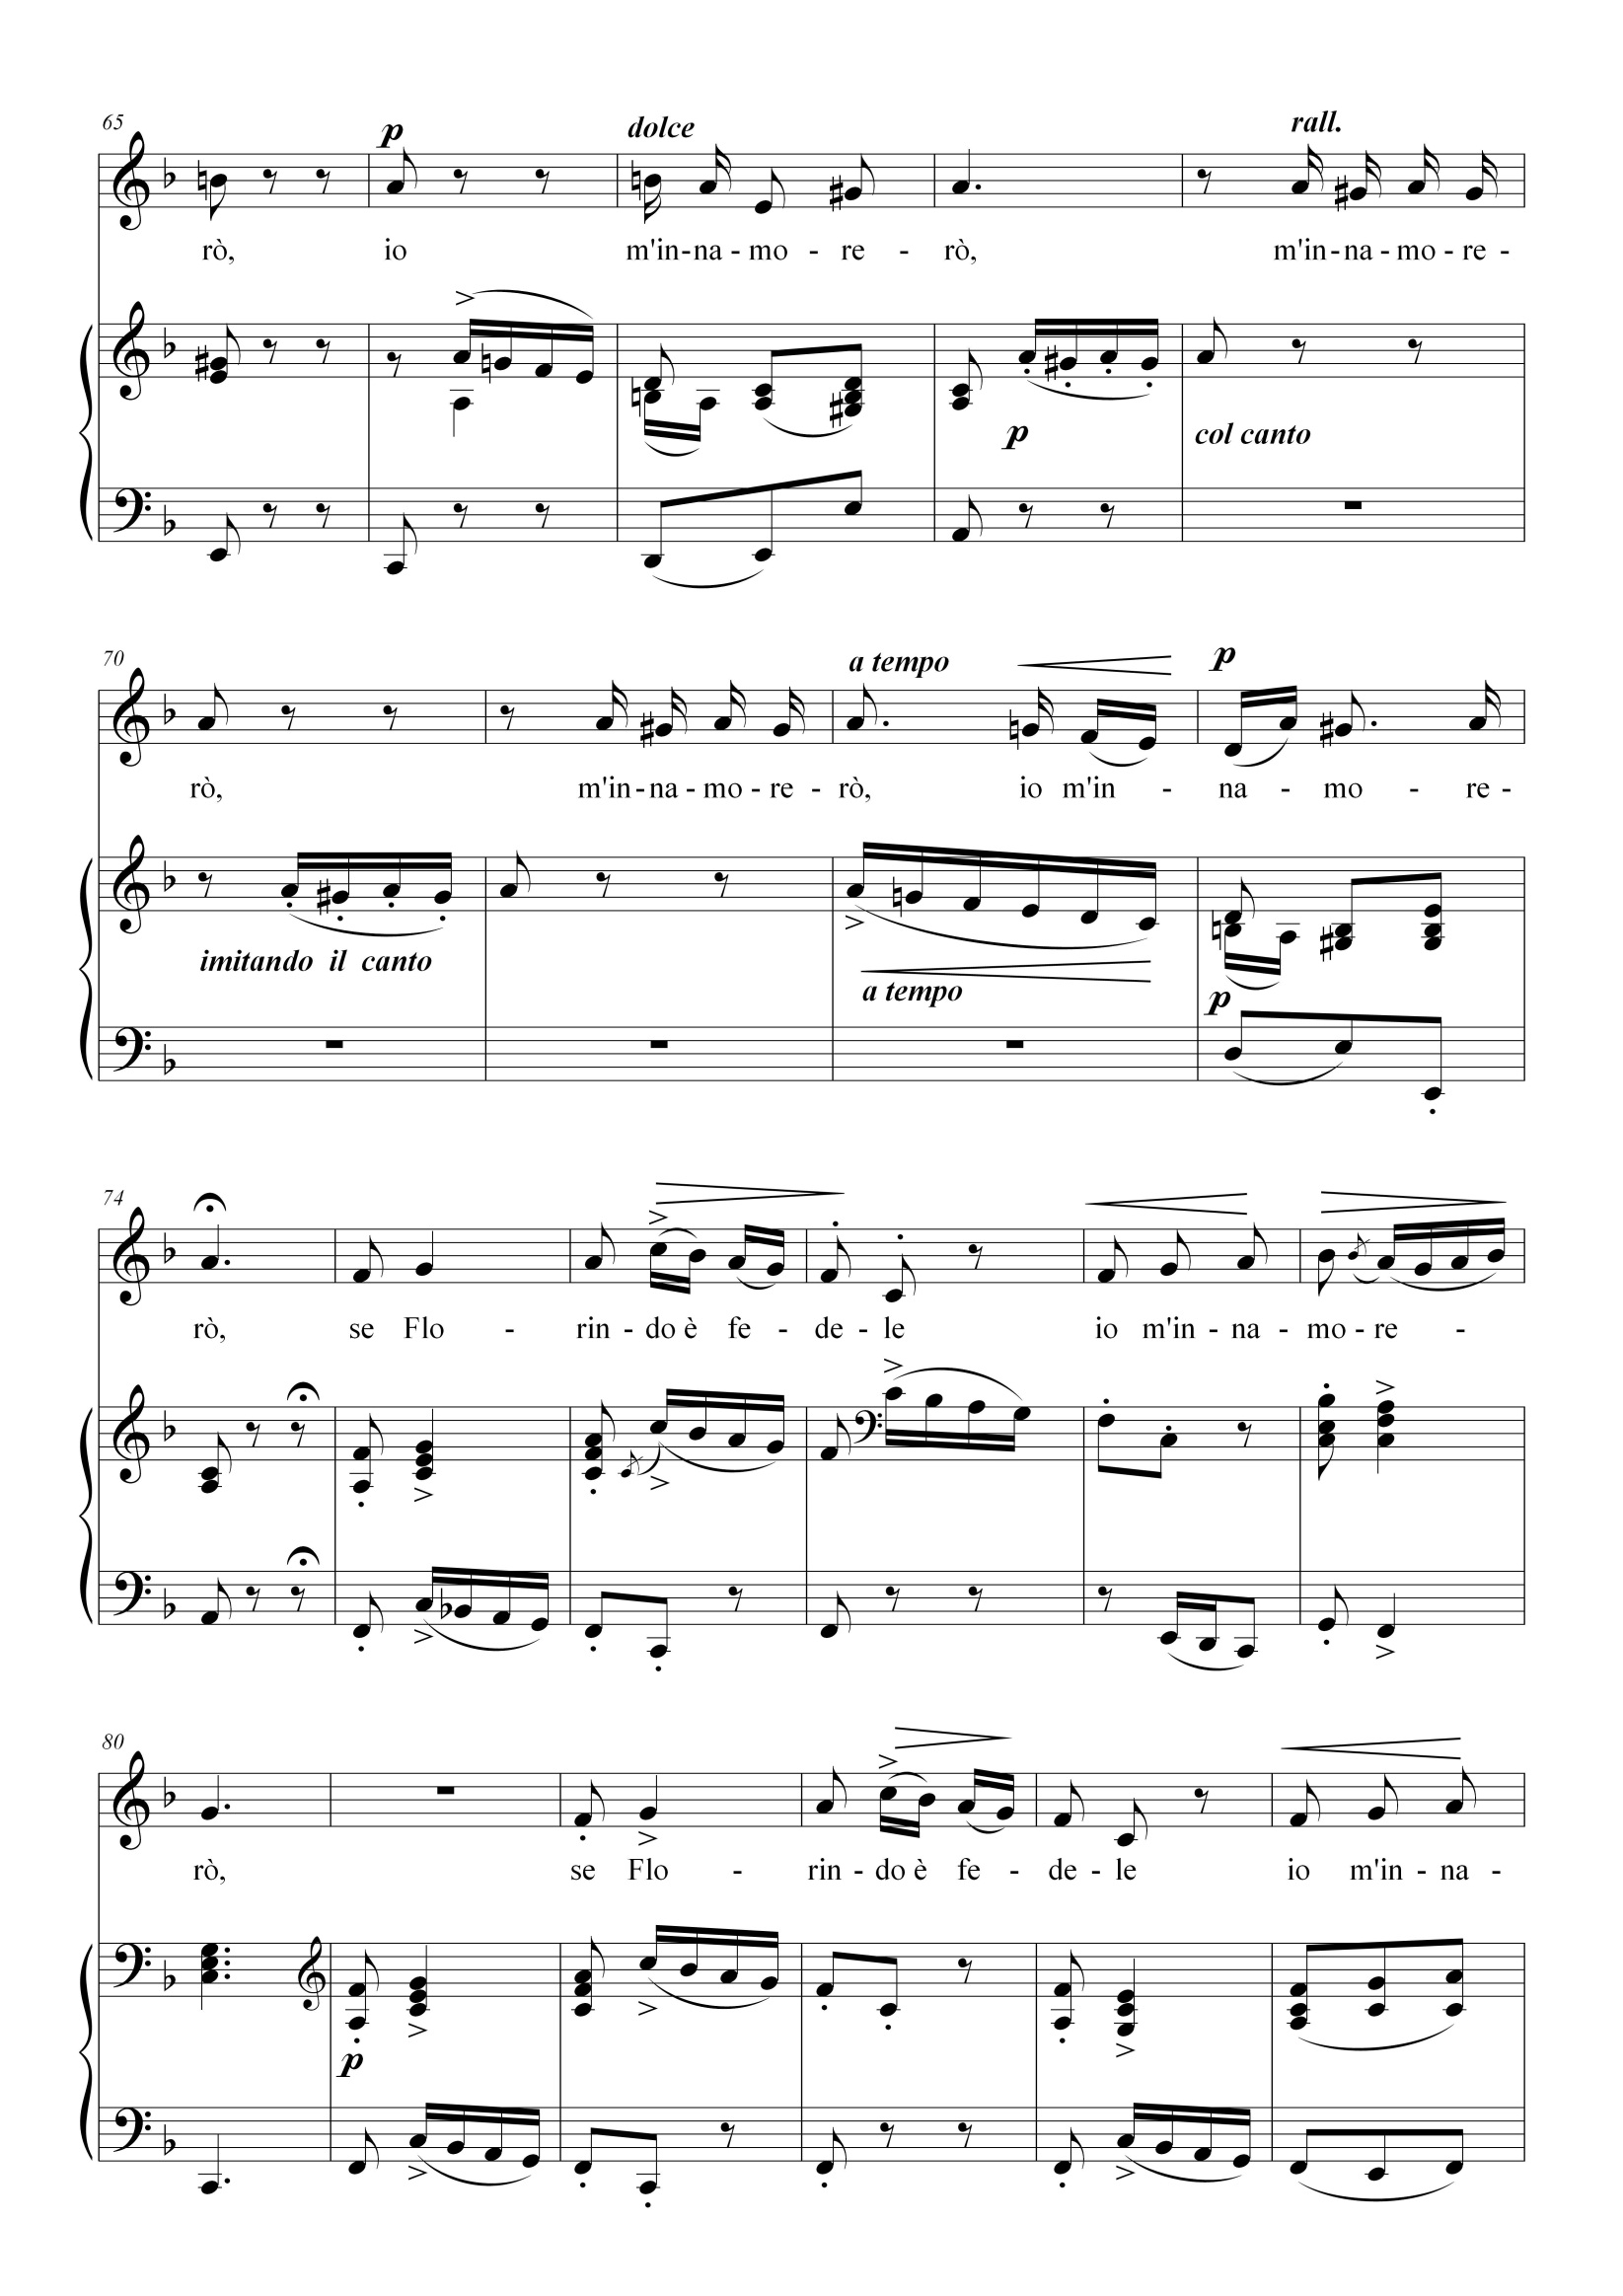 65
p
dolce
rall.
rò, io m'in-na - mo - re - rò, m'in-na - mo - re -
p
col canto
70
a tempo
p
rò, m'in-na - mo - re - rò, io m'in - na - mo - re -
imitando il canto
a tempo
p
74
rò, se Flo - rin - do è fe - de - le io m'in - na - mo - re -
80
rò, se Flo - rin - do è fe - de - le io m'in - na -
p